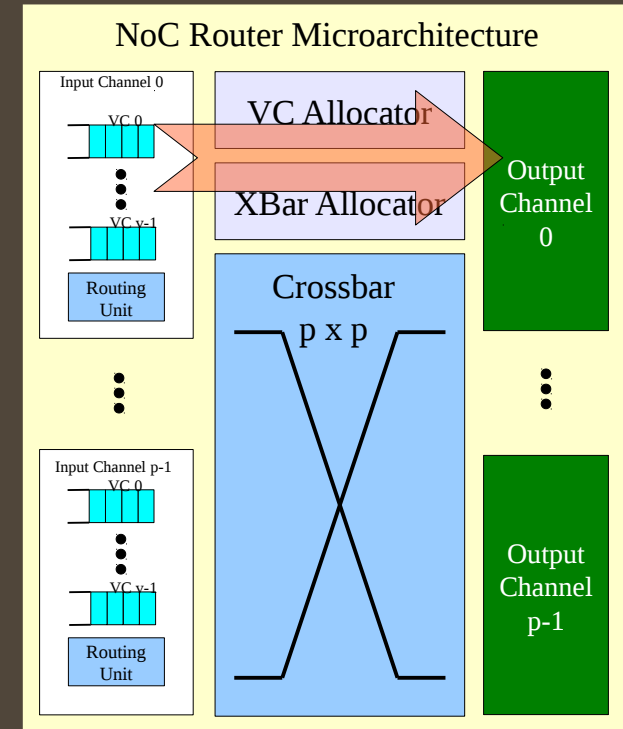 NoC Router Microarchitecture
Input Channel 0
VC 0
VC v-1
Routing
Unit
VC Allocator
XBar Allocator
Output
Channel
0
Crossbar
p x p
Input Channel p-1
VC 0
VC v-1
Routing
Unit
Output
Channel
p-1